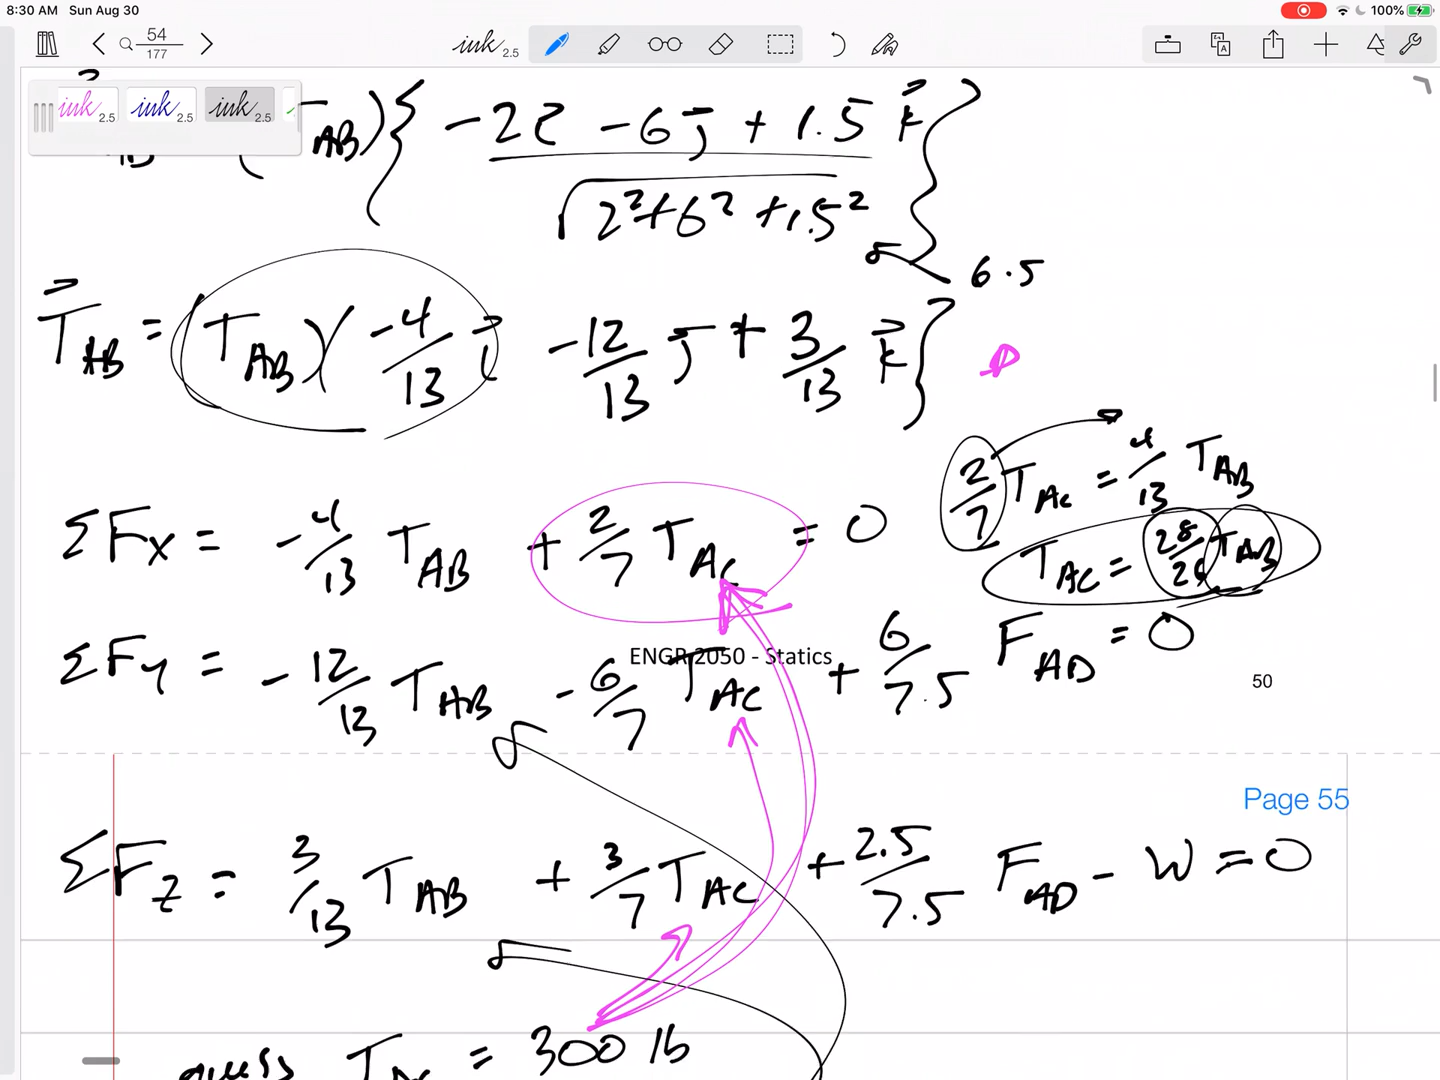 8:30 AM Sun Aug 30
100%
54
177
ink 2.5
ink 2.5 ink 2.5 ink 2.5
T_AB) { -2i - 6j + 1.5 k }
√2² + 6² + 1.5²
6.5
T_AB = (T_AB)( -4/13 i - 12/13 j + 3/13 k }
2/7 T_AC = 4/13 T_AB
ΣFx = - 4/13 T_AB + 2/7 T_AC = 0
T_AC = 28/26 T_AB
ΣFy = - 12/13 T_AB - 6/7 T_AC + 6/7.5 F_AD = 0
ENGR 2050 - Statics
50
Page 55
ΣFz = 3/13 T_AB + 3/7 T_AC + 2.5/7.5 F_AD - W = 0
guess T_AC = 300 lb